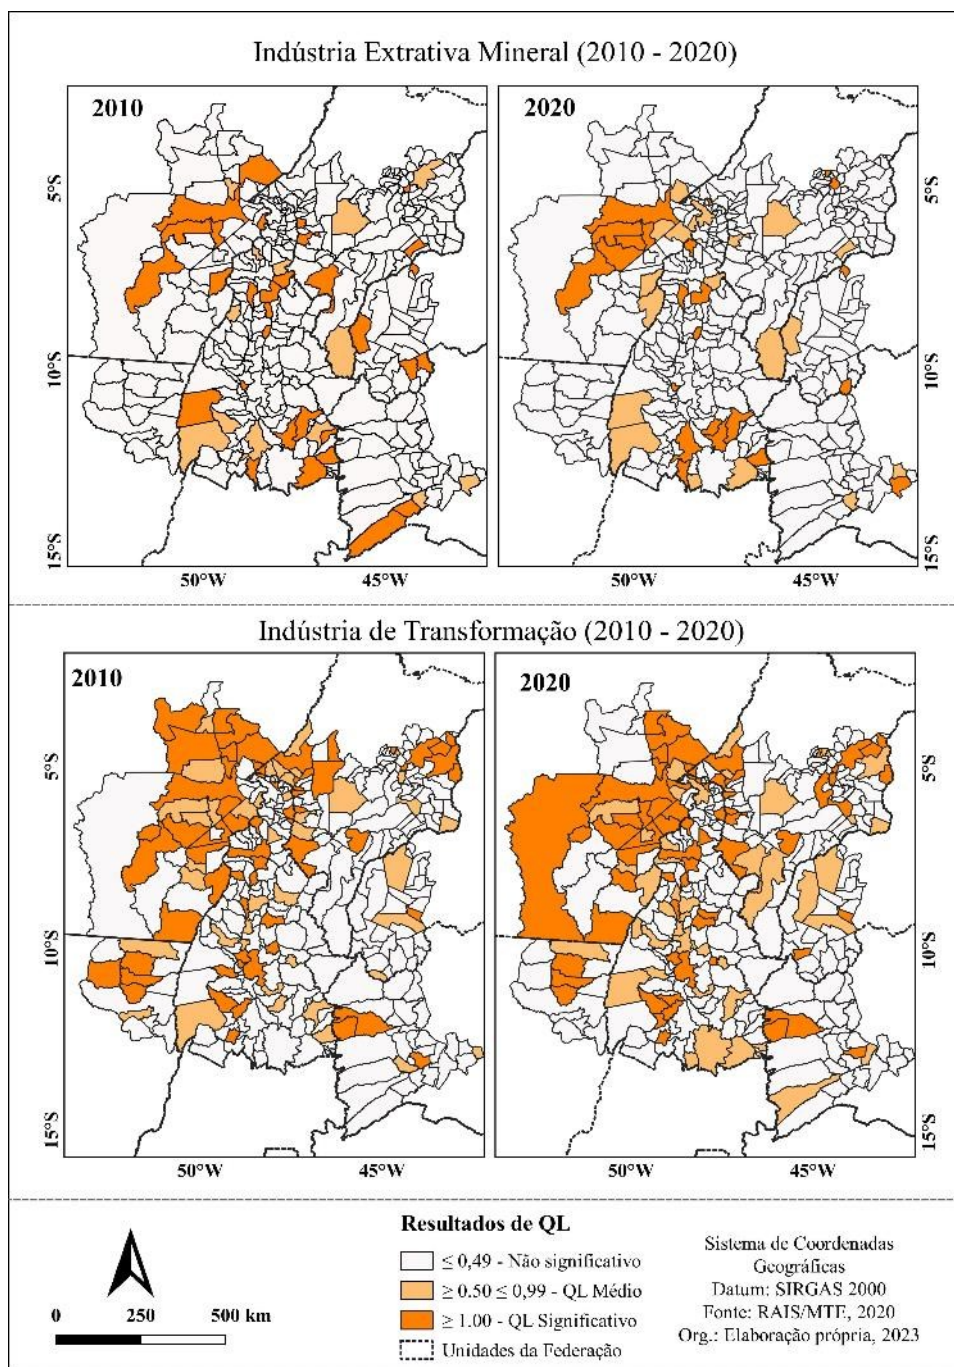 Indústria Extrativa Mineral (2010 - 2020)
2010
2020
5°S
5°S
10°S
10°S
15°S
15°S
50°W
45°W
50°W
45°W
Indústria de Transformação (2010 - 2020)
2010
2020
5°S
5°S
10°S
10°S
15°S
15°S
50°W
45°W
50°W
45°W
Resultados de QL
≤ 0,49 - Não significativo
≥ 0.50 ≤ 0,99 - QL Médio
≥ 1.00 - QL Significativo
Unidades da Federação
0 250 500 km
Sistema de Coordenadas
Geográficas
Datum: SIRGAS 2000
Fonte: RAIS/MTE, 2020
Org.: Elaboração própria, 2023